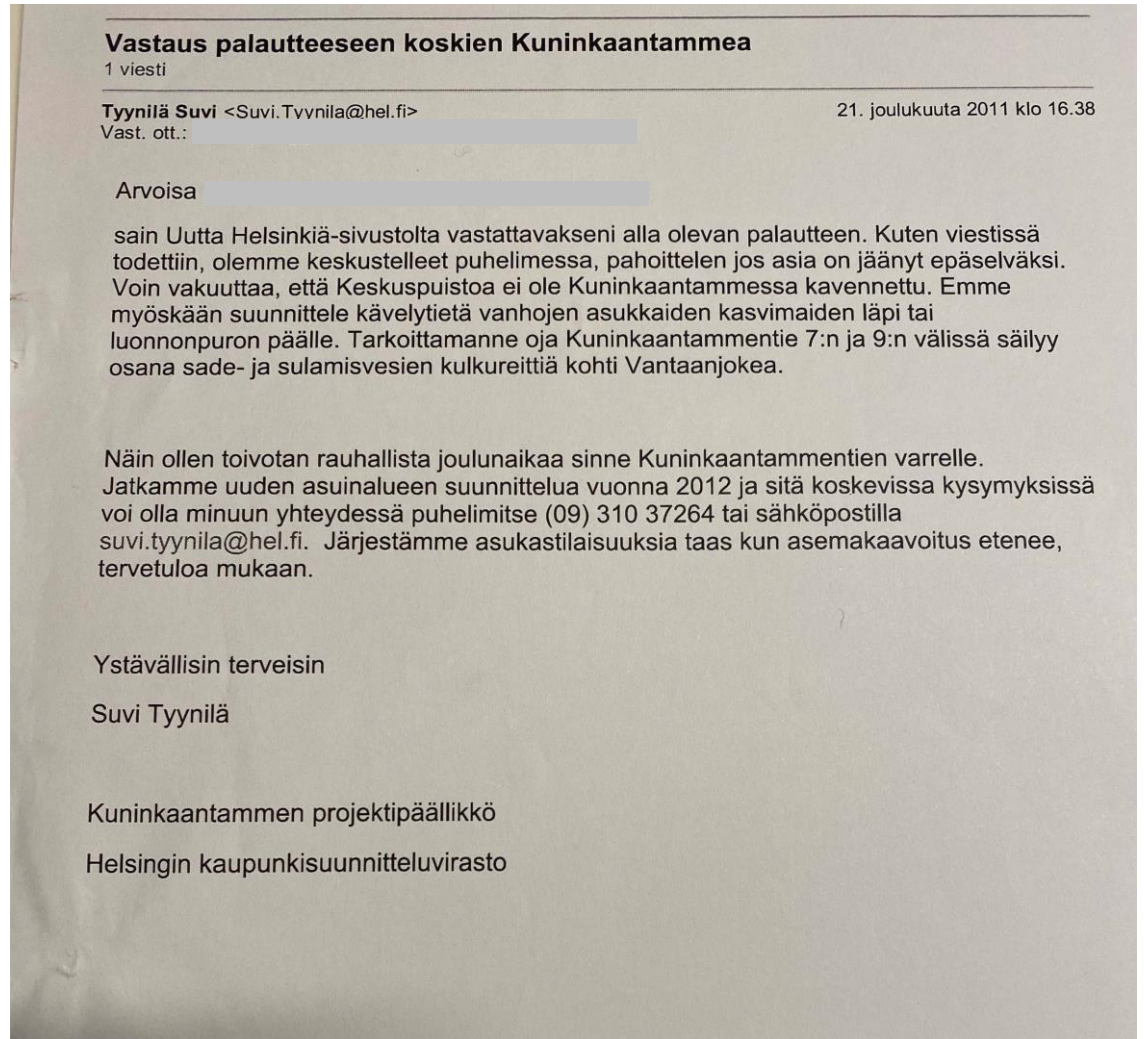 Vastaus palautteeseen koskien Kuninkaantammea
1 viesti
Tyynilä Suvi <Suvi.Tyynila@hel.fi>
21. joulukuuta 2011 klo 16.38
Vast. ott.:
Arvoisa
sain Uutta Helsinkiä-sivustolta vastattavakseni alla olevan palautteen. Kuten viestissä
todettiin, olemme keskustelleet puhelimessa, pahoittelen jos asia on jäänyt epäselväksi.
Voin vakuuttaa, että Keskuspuistoa ei ole Kuninkaantammessa kavennettu. Emme
myöskään suunnittele kävelytietä vanhojen asukkaiden kasvimaiden läpi tai
luonnonpuron päälle. Tarkoittamanne oja Kuninkaantammentie 7:n ja 9:n välissä säilyy
osana sade- ja sulamisvesien kulkureittiä kohti Vantaanjokea.
Näin ollen toivotan rauhallista joulunaikaa sinne Kuninkaantammentien varrelle.
Jatkamme uuden asuinalueen suunnittelua vuonna 2012 ja sitä koskevissa kysymyksissä
voi olla minuun yhteydessä puhelimitse (09) 310 37264 tai sähköpostilla
suvi.tyynila@hel.fi. Järjestämme asukastilaisuuksia taas kun asemakaavoitus etenee,
tervetuloa mukaan.
Ystävällisin terveisin
Suvi Tyynilä
Kuninkaantammen projektipäällikkö
Helsingin kaupunkisuunnitteluvirasto